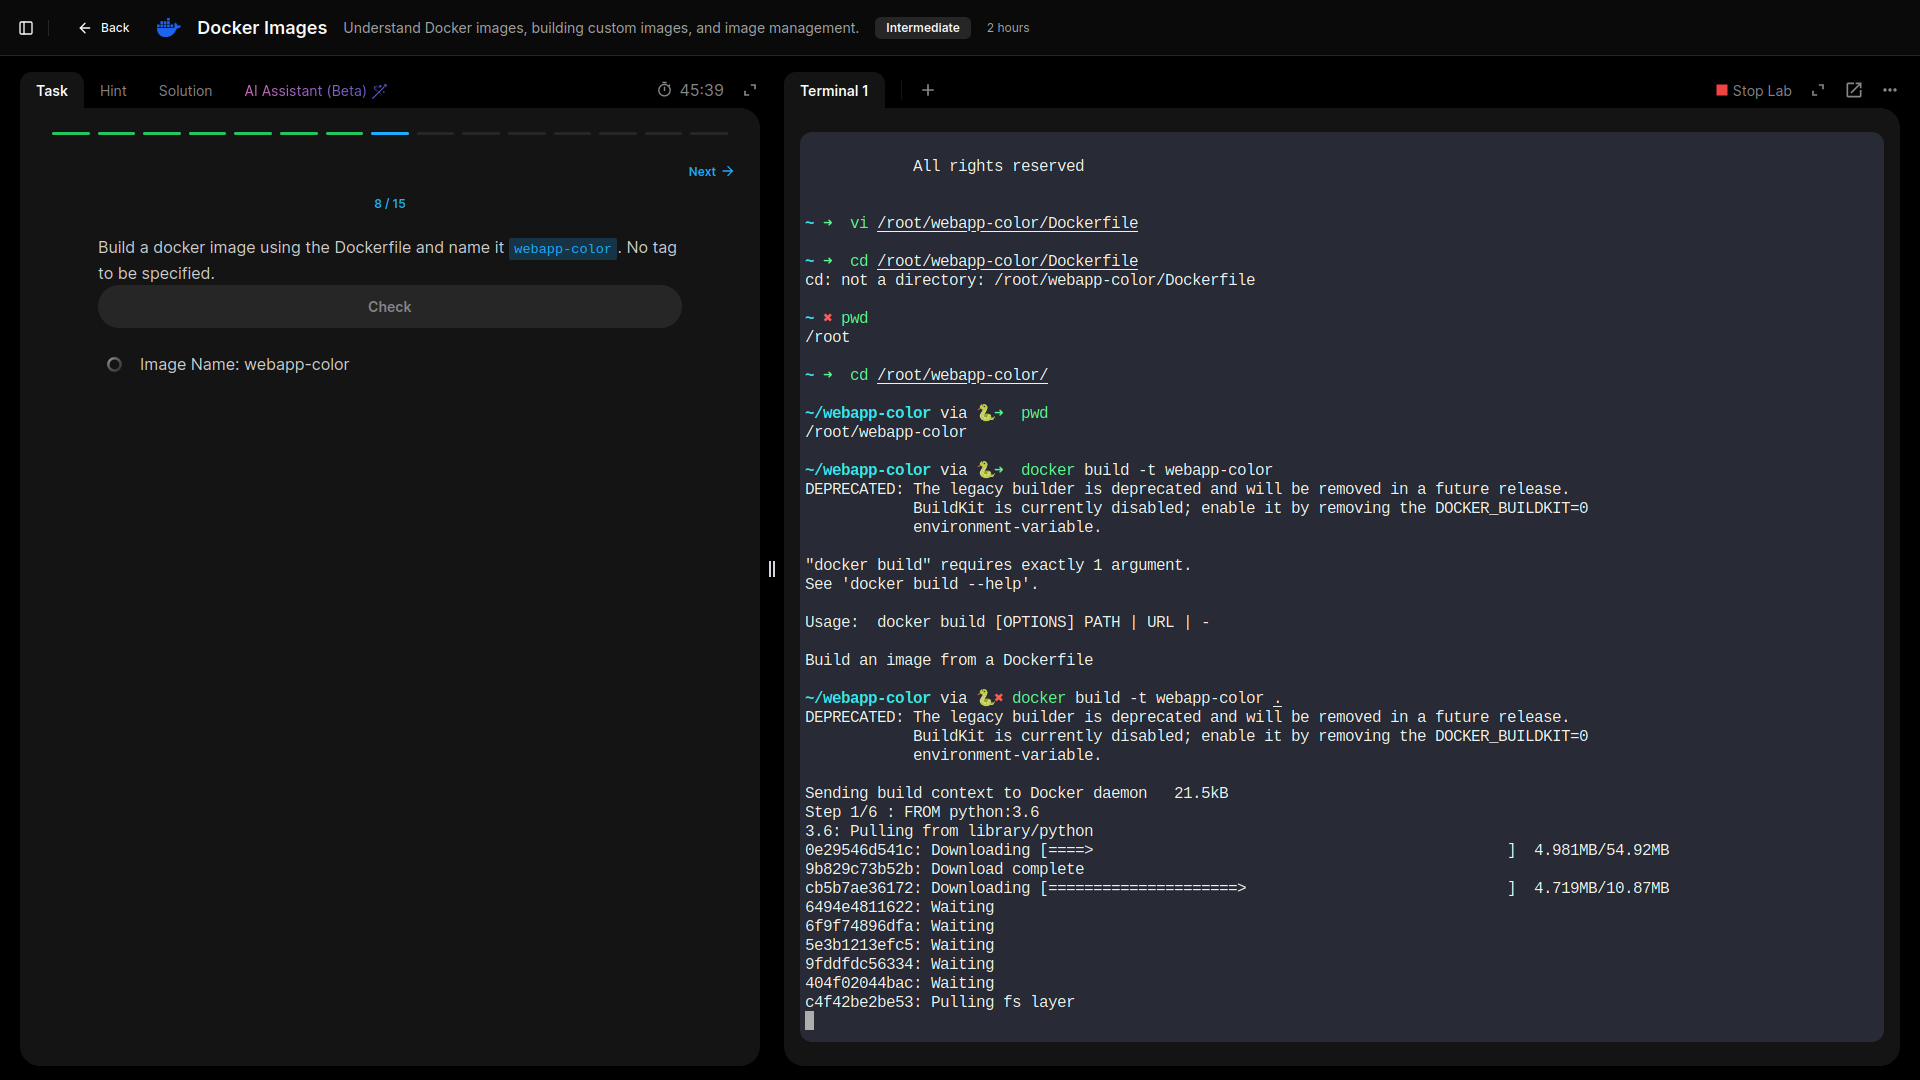 Back
Docker Images
Understand Docker images, building custom images, and image management.
Intermediate
2 hours
Task
Hint
Solution
AI Assistant (Beta)
45:39
Next
8 / 15
Build a docker image using the Dockerfile and name it webapp-color. No tag
to be specified.
Check
Image Name: webapp-color
Terminal 1
Stop Lab
All rights reserved
~ ➜ vi /root/webapp-color/Dockerfile
~ ➜ cd /root/webapp-color/Dockerfile
cd: not a directory: /root/webapp-color/Dockerfile
~ ✖ pwd
/root
~ ➜ cd /root/webapp-color/
~/webapp-color via 🐍➜ pwd
/root/webapp-color
~/webapp-color via 🐍➜ docker build -t webapp-color
DEPRECATED: The legacy builder is deprecated and will be removed in a future release.
BuildKit is currently disabled; enable it by removing the DOCKER_BUILDKIT=0
environment-variable.
"docker build" requires exactly 1 argument.
See 'docker build --help'.
Usage:  docker build [OPTIONS] PATH | URL | -
Build an image from a Dockerfile
~/webapp-color via 🐍✖ docker build -t webapp-color .
DEPRECATED: The legacy builder is deprecated and will be removed in a future release.
BuildKit is currently disabled; enable it by removing the DOCKER_BUILDKIT=0
environment-variable.
Sending build context to Docker daemon   21.5kB
Step 1/6 : FROM python:3.6
3.6: Pulling from library/python
0e29546d541c: Downloading [====>                                              ]  4.981MB/54.92MB
9b829c73b52b: Download complete
cb5b7ae36172: Downloading [=====================>                             ]  4.719MB/10.87MB
6494e4811622: Waiting
6f9f74896dfa: Waiting
5e3b1213efc5: Waiting
9fddfdc56334: Waiting
404f02044bac: Waiting
c4f42be2be53: Pulling fs layer